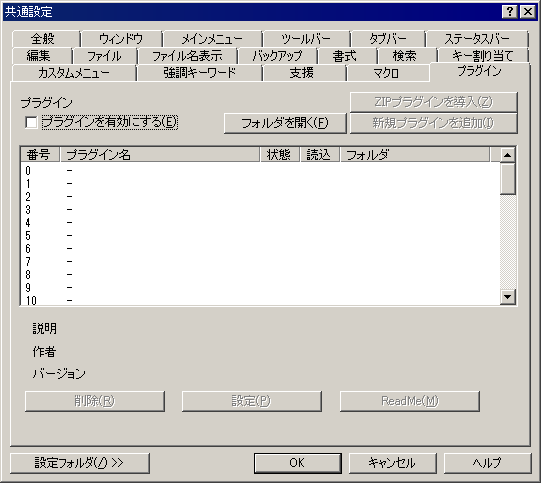 共通設定
全般 ウィンドウ メインメニュー ツールバー タブバー ステータスバー
編集 ファイル ファイル名表示 バックアップ 書式 検索 キー割り当て
カスタムメニュー 強調キーワード 支援 マクロ プラグイン
プラグイン
ZIPプラグインを導入(Z)
プラグインを有効にする(E) フォルダを開く(F) 新規プラグインを追加(I)
番号 プラグイン名 状態 読込 フォルダ
0 -
1 -
2 -
3 -
4 -
5 -
6 -
7 -
8 -
9 -
10 -
説明
作者
バージョン
削除(R) 設定(P) ReadMe(M)
設定フォルダ(/) >> OK キャンセル ヘルプ